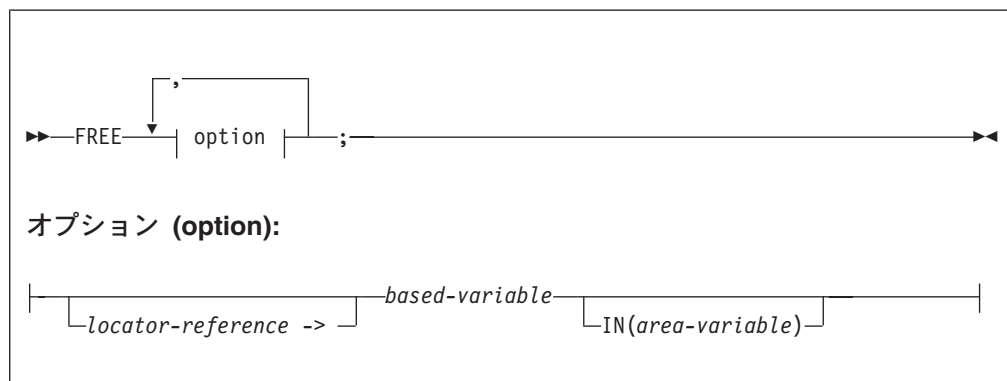 ,
FREE option ;
オプション (option):
based-variable
locator-reference -> IN(area-variable)